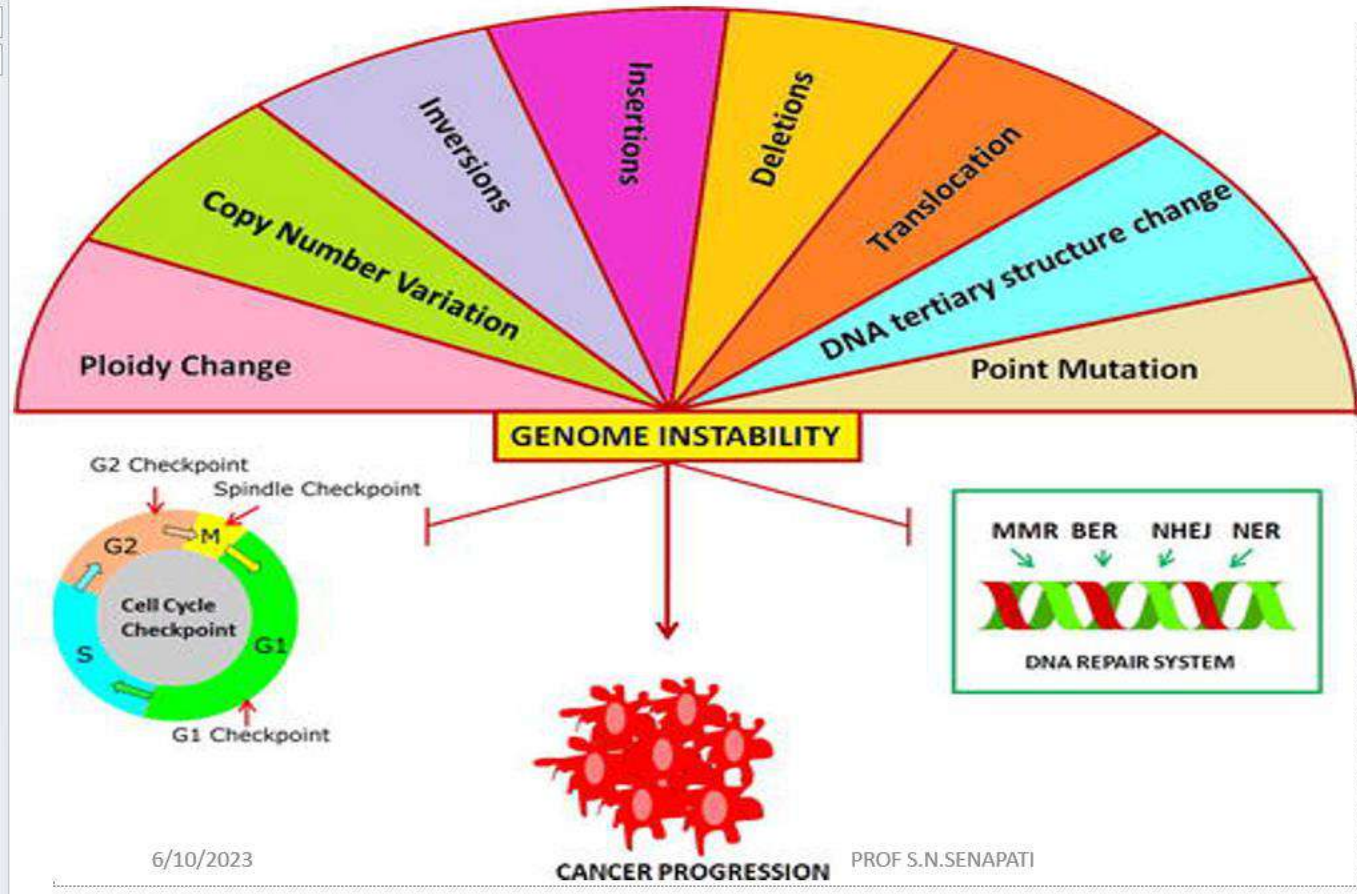 Ploidy Change
Copy Number Variation
Inversions
Insertions
Deletions
Translocation
DNA tertiary structure change
Point Mutation
GENOME INSTABILITY
G2 Checkpoint
Spindle Checkpoint
G2
M
Cell Cycle
Checkpoint
G1
S
G1 Checkpoint
MMR BER NHEJ NER
DNA REPAIR SYSTEM
CANCER PROGRESSION
6/10/2023
PROF S.N.SENAPATI